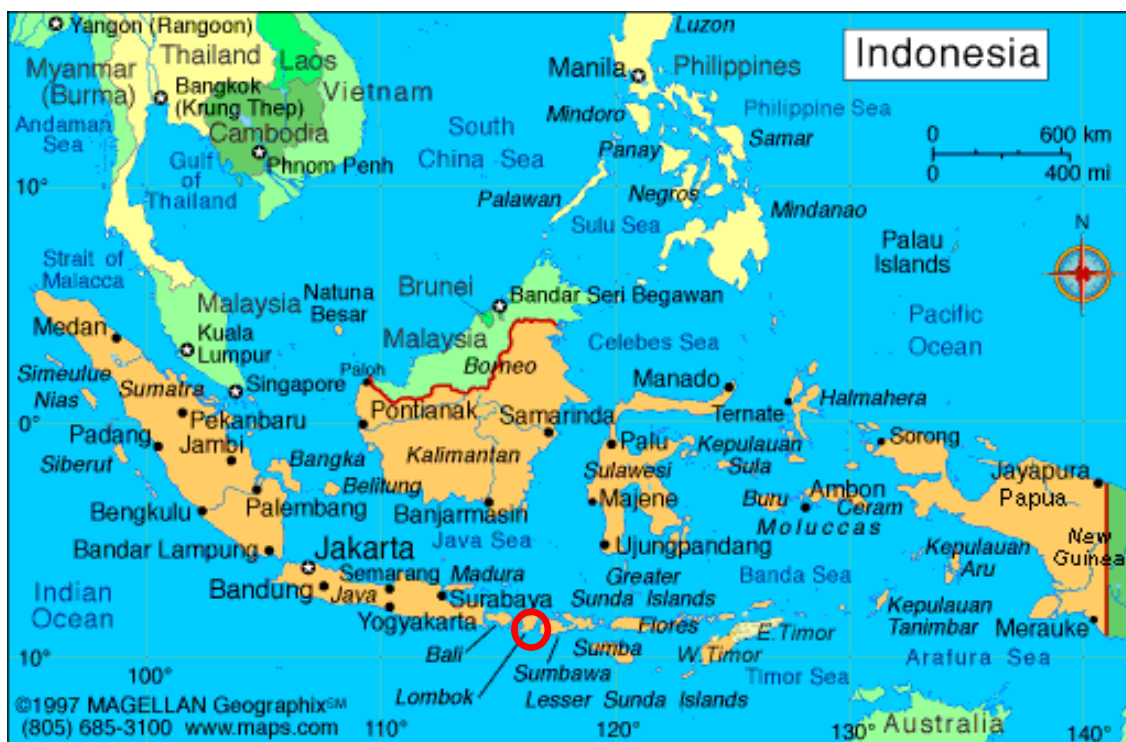 Indonesia
Yangon (Rangoon)
Thailand
Laos
Myanmar
(Burma)
Bangkok
(Krung Thep)
Vietnam
Andaman
Sea
Cambodia
Gulf
of
Thailand
Phnom Penh
South
China Sea
Luzon
Manila
Philippines
Mindoro
Philippine Sea
Samar
Panay
0 600 km
0 400 mi
10°
Palawan
Negros
Sulu Sea
Mindanao
N
Palau
Islands
Strait of
Malacca
Malaysia
Natuna
Besar
Brunei
Bandar Seri Begawan
Pacific
Ocean
Medan
Kuala
Lumpur
Malaysia
Celebes Sea
Borneo
Simeulue
Nias
Sumatra
Singapore
Paloh
Manado
Halmahera
Ternate
Pekanbaru
Pontianak
Samarinda
0°
Padang
Jambi
Palu
Kepulauan
Sula
Sorong
Siberut
Bangka
Kalimantan
Sulawesi
Jayapura
Belitung
Buru
Ambon
Ceram
Papua
Bengkulu
Palembang
Banjarmasin
Majene
Moluccas
New
Guinea
Bandar Lampung
Jakarta
Java Sea
Ujungpandang
Kepulauan
Aru
Bandung
Semarang
Madura
Greater
Sunda Islands
Banda Sea
Java
Surabaya
Indian
Ocean
Yogyakarta
Flores
E.Timor
Kepulauan
Tanimbar
Merauke
Bali
Sumba
W.Timor
Arafura Sea
10°
100°
Lombok
Sumbawa
Timor Sea
Lesser Sunda Islands
©1997 MAGELLAN Geographix℠
(805) 685-3100 www.maps.com
110°
120°
130°
Australia
140°